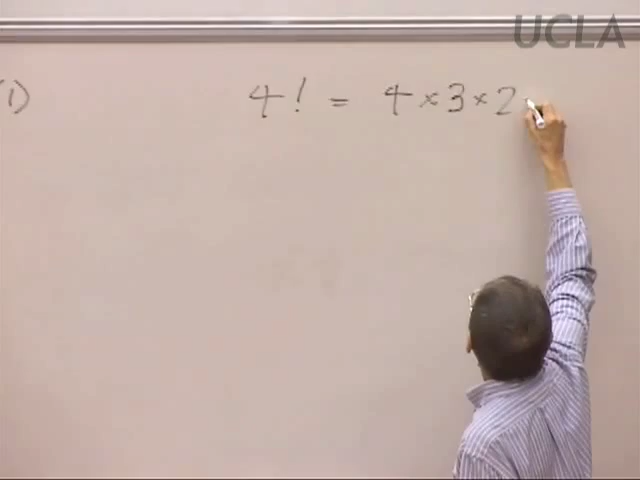 UCLA
(1) 4! = 4 × 3 × 2